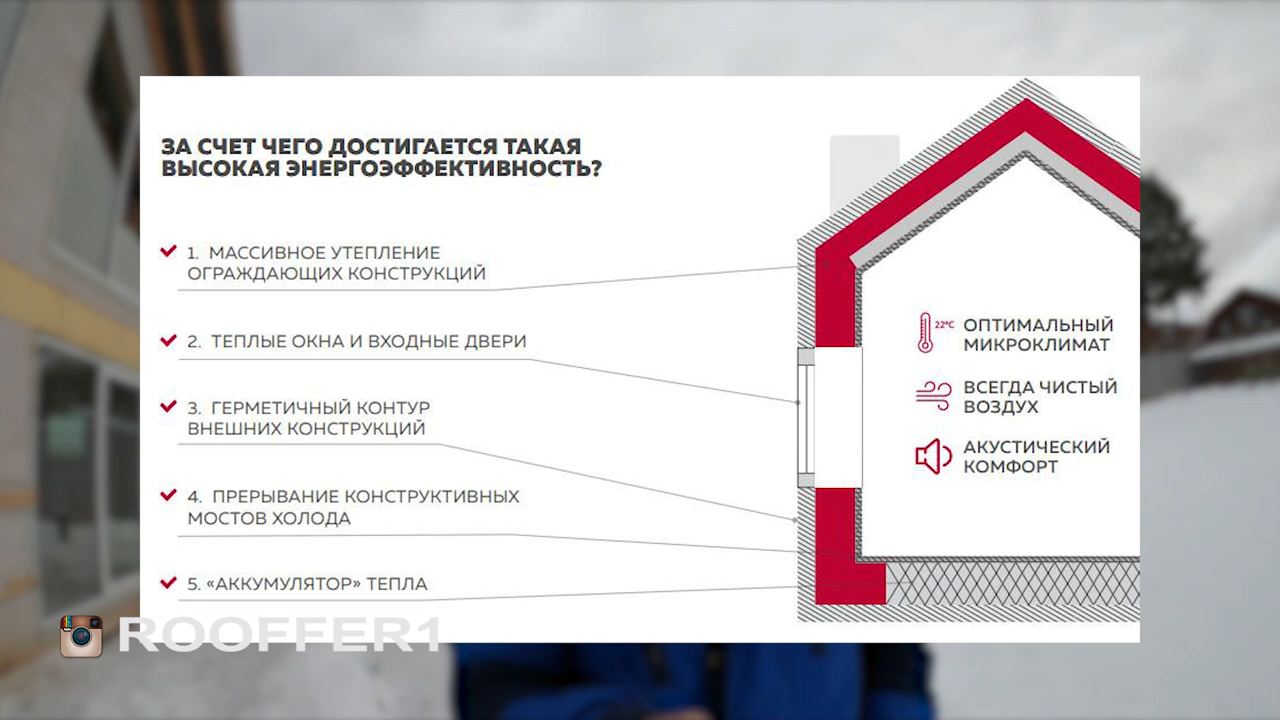 ЗА СЧЕТ ЧЕГО ДОСТИГАЕТСЯ ТАКАЯ
ВЫСОКАЯ ЭНЕРГОЭФФЕКТИВНОСТЬ?
1. МАССИВНОЕ УТЕПЛЕНИЕ
ОГРАЖДАЮЩИХ КОНСТРУКЦИЙ
2. ТЕПЛЫЕ ОКНА И ВХОДНЫЕ ДВЕРИ
3. ГЕРМЕТИЧНЫЙ КОНТУР
ВНЕШНИХ КОНСТРУКЦИЙ
4. ПРЕРЫВАНИЕ КОНСТРУКТИВНЫХ
МОСТОВ ХОЛОДА
5. «АККУМУЛЯТОР» ТЕПЛА
22°C
ОПТИМАЛЬНЫЙ
МИКРОКЛИМАТ
ВСЕГДА ЧИСТЫЙ
ВОЗДУХ
АКУСТИЧЕСКИЙ
КОМФОРТ
ROOFFER1